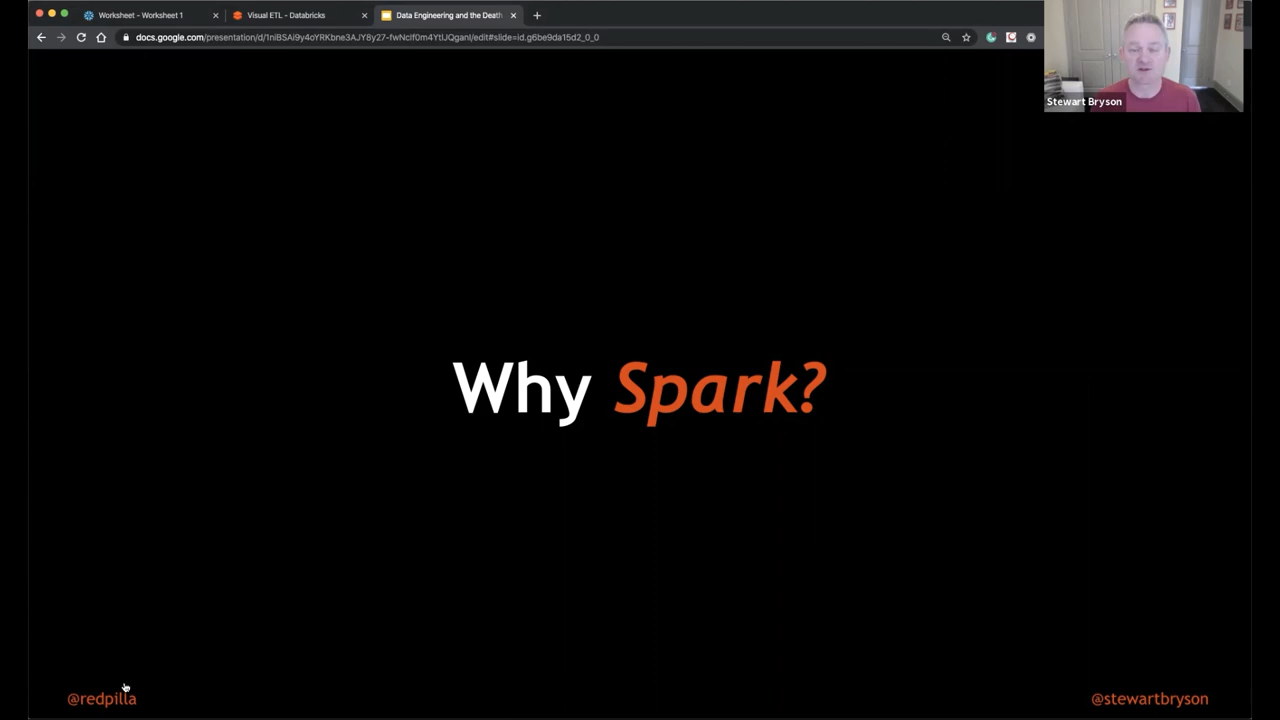 Worksheet - Worksheet 1
Visual ETL - Databricks
Data Engineering and the Death
docs.google.com/presentation/d/1niBSAi9y4oYRKbne3AJY8y27-fwNcIf0m4YtIJQganI/edit#slide=id.g6be9da15d2_0_0
Stewart Bryson
Why Spark?
@redpilla
@stewartbryson